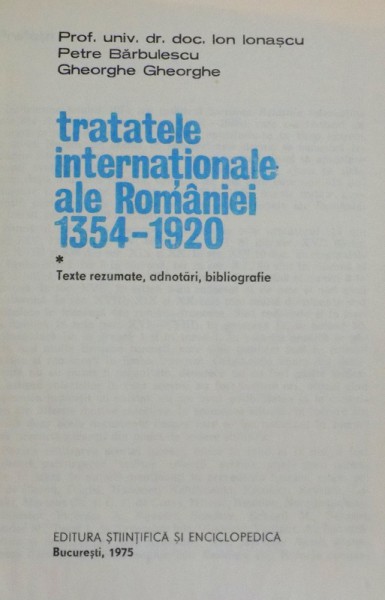 Prof. univ. dr. doc. Ion Ionașcu
Petre Bărbulescu
Gheorghe Gheorghe
tratatele
internaționale
ale României
1354-1920
*
Texte rezumate, adnotări, bibliografie
EDITURA ȘTIINȚIFICĂ ȘI ENCICLOPEDICĂ
București, 1975